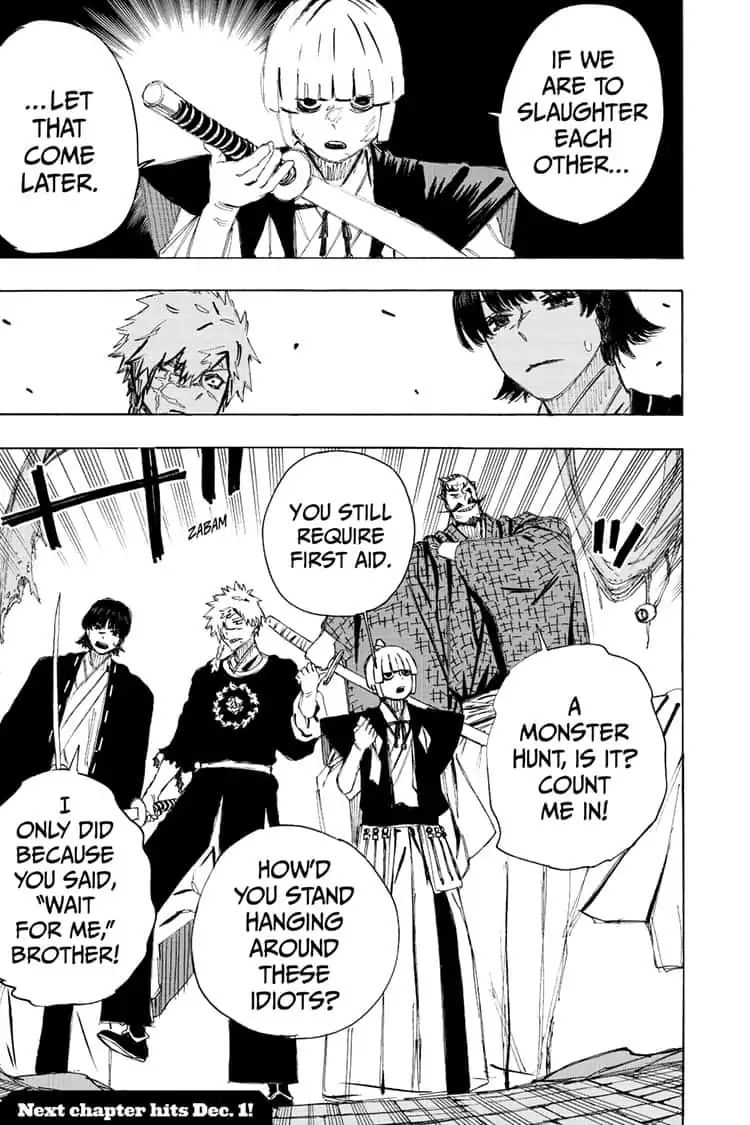 IF WE
ARE TO
SLAUGHTER
EACH
OTHER...
...LET
THAT
COME
LATER.
ZABAM
YOU STILL
REQUIRE
FIRST AID.
A
MONSTER
HUNT, IS IT?
COUNT
ME IN!
HOW'D
YOU STAND
HANGING
AROUND
THESE
IDIOTS?
I
ONLY DID
BECAUSE
YOU SAID,
"WAIT
FOR ME,"
BROTHER!
Next chapter hits Dec. 1!